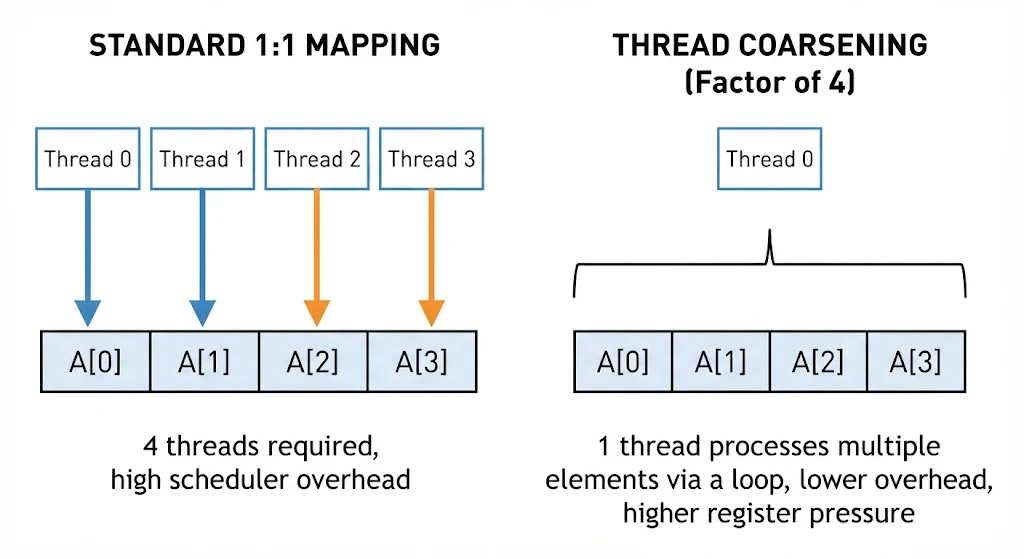 STANDARD 1:1 MAPPING
Thread 0
Thread 1
Thread 2
Thread 3
A[0]
A[1]
A[2]
A[3]
4 threads required,
high scheduler overhead
THREAD COARSENING
(Factor of 4)
Thread 0
A[0]
A[1]
A[2]
A[3]
1 thread processes multiple
elements via a loop, lower overhead,
higher register pressure